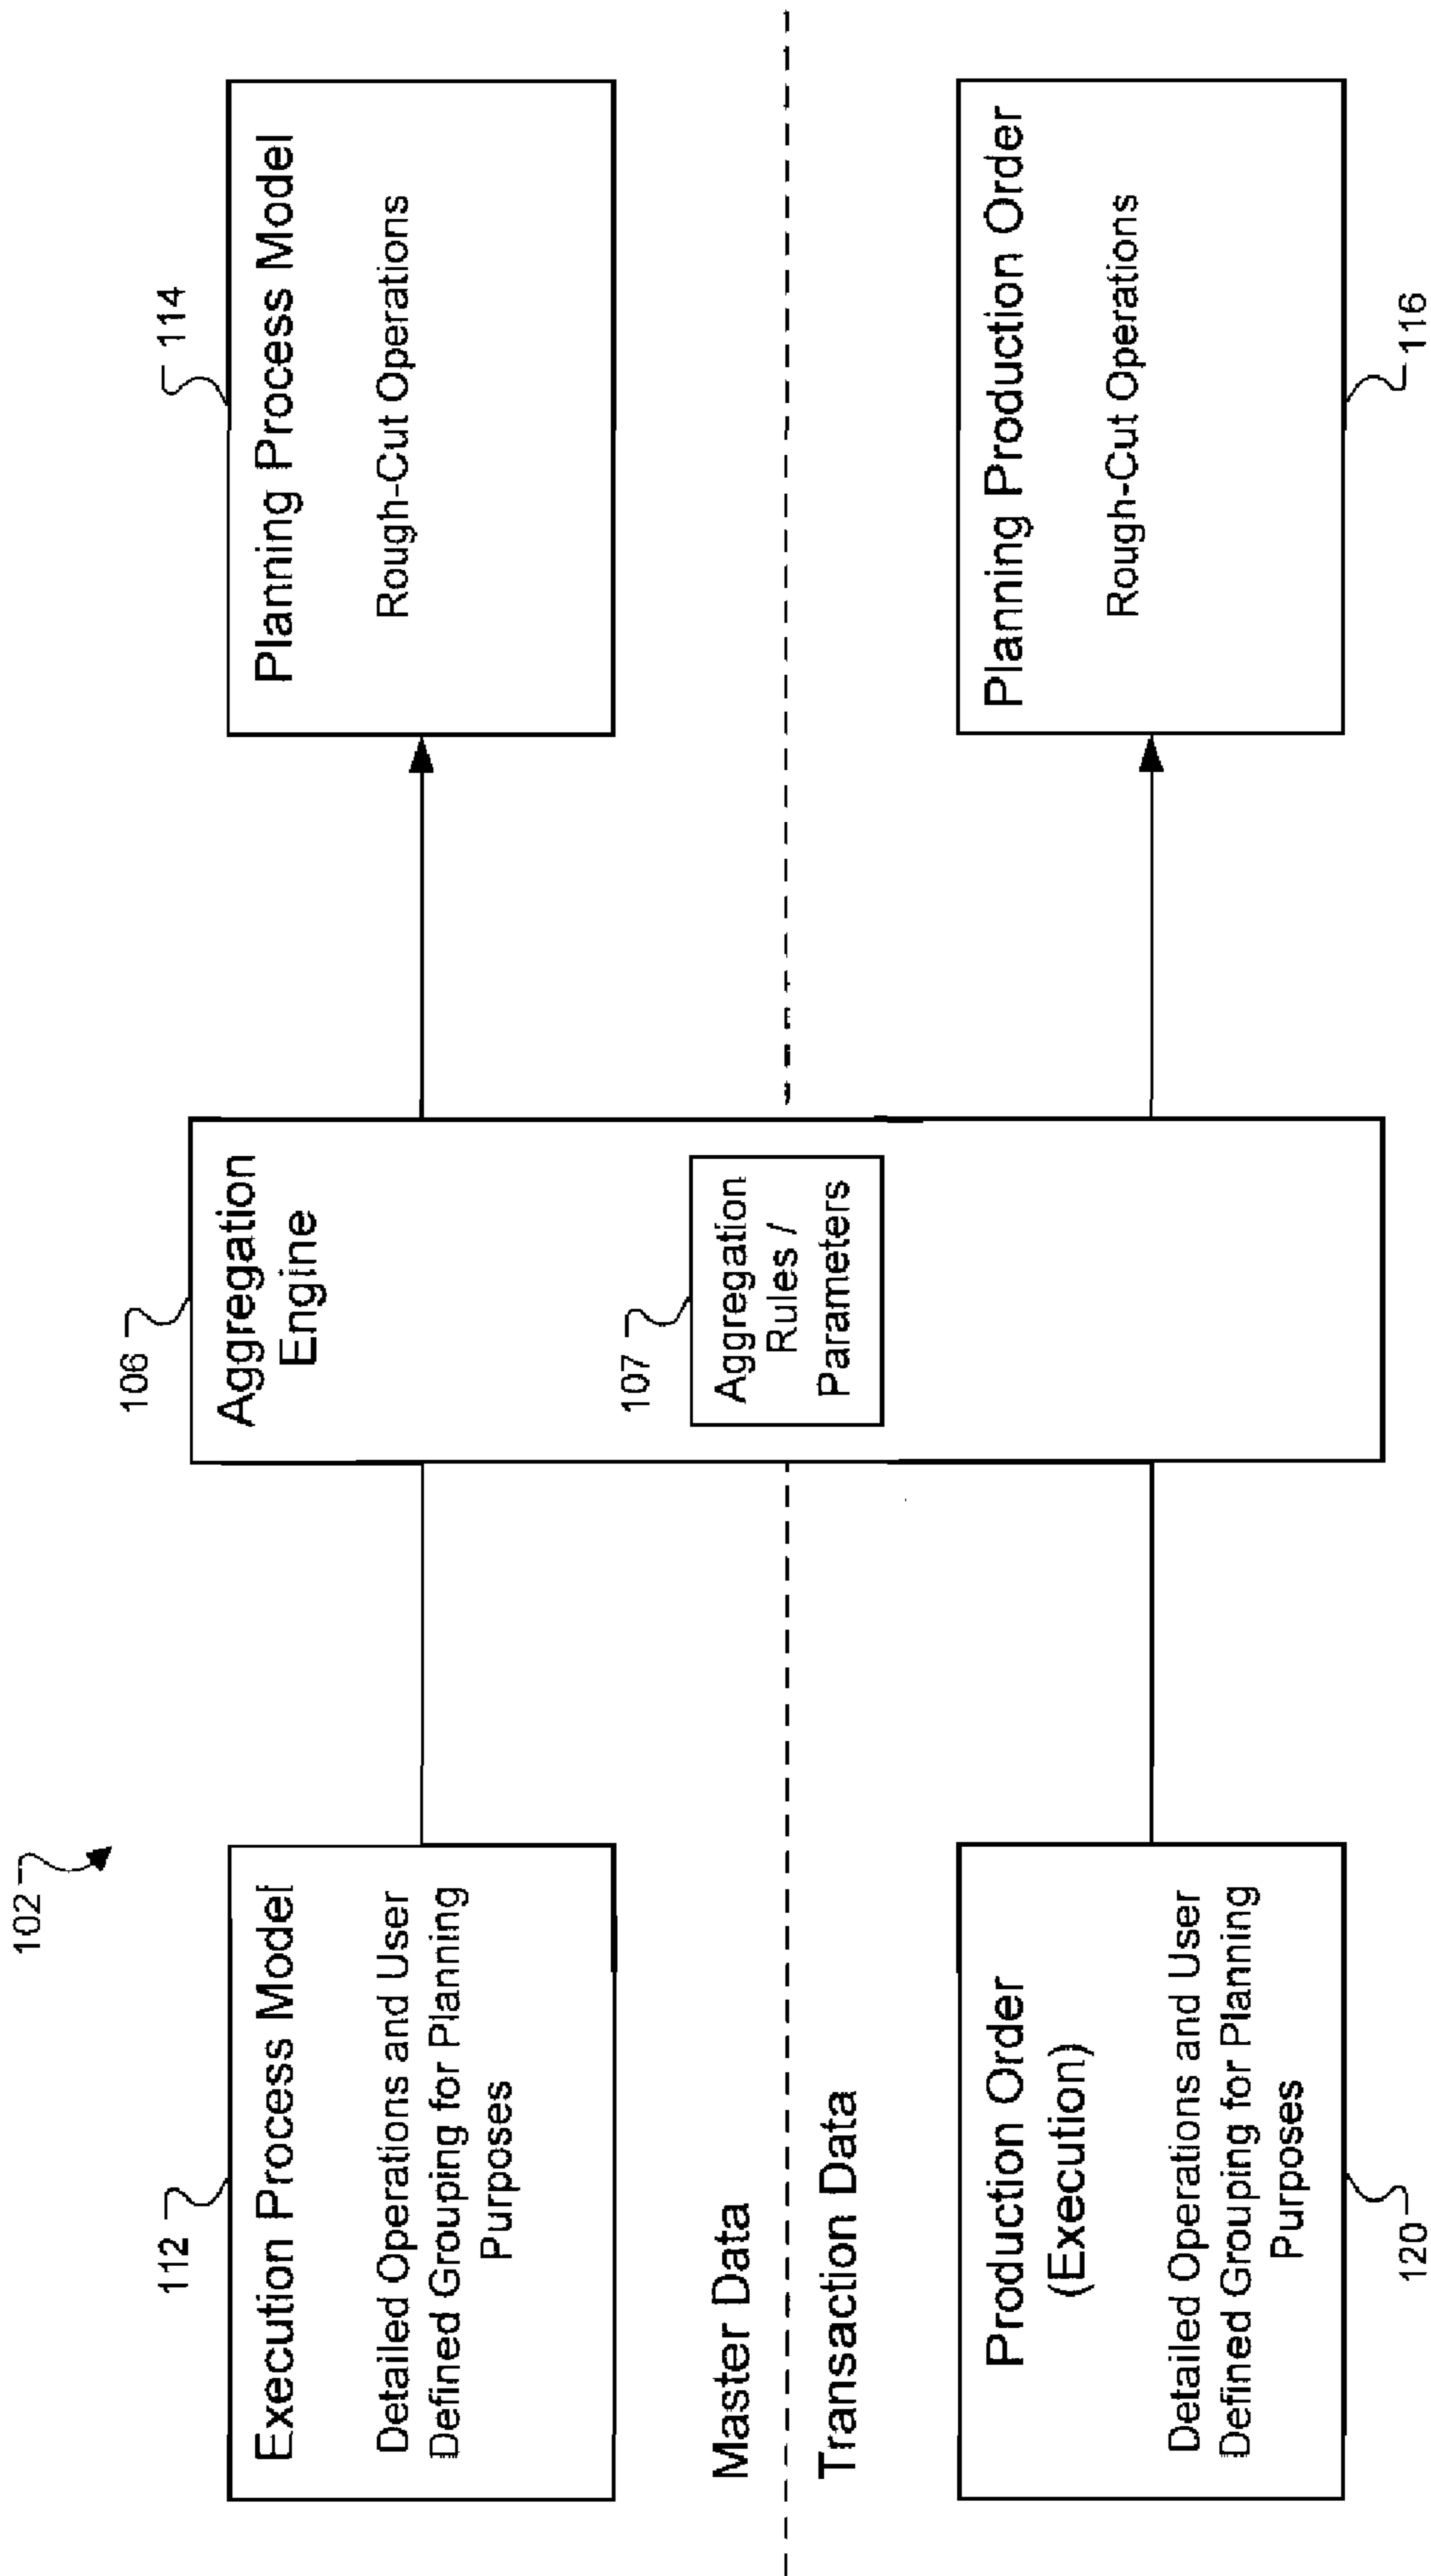 102
112
Execution Process Model
Detailed Operations and User
Defined Grouping for Planning
Purposes
106
Aggregation
Engine
114
Planning Process Model
Rough-Cut Operations
107
Aggregation
Rules /
Parameters
Master Data
Transaction Data
Production Order
(Execution)
Detailed Operations and User
Defined Grouping for Planning
Purposes
120
Planning Production Order
Rough-Cut Operations
116